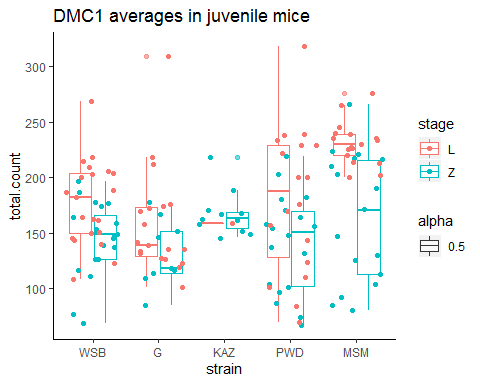 DMC1 averages in juvenile mice
total.count
300
250
200
150
100
WSB
G
KAZ
PWD
MSM
strain
stage
L
Z
alpha
0.5